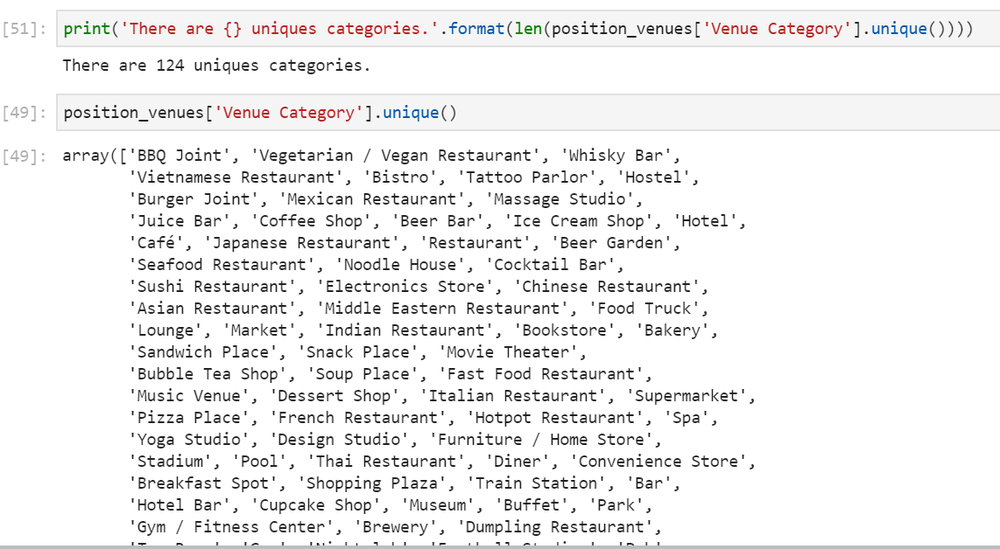 [51]: print('There are {} uniques categories.'.format(len(position_venues['Venue Category'].unique())))
There are 124 uniques categories.
[49]: position_venues['Venue Category'].unique()
[49]: array(['BBQ Joint', 'Vegetarian / Vegan Restaurant', 'Whisky Bar',
'Vietnamese Restaurant', 'Bistro', 'Tattoo Parlor', 'Hostel',
'Burger Joint', 'Mexican Restaurant', 'Massage Studio',
'Juice Bar', 'Coffee Shop', 'Beer Bar', 'Ice Cream Shop', 'Hotel',
'Café', 'Japanese Restaurant', 'Restaurant', 'Beer Garden',
'Seafood Restaurant', 'Noodle House', 'Cocktail Bar',
'Sushi Restaurant', 'Electronics Store', 'Chinese Restaurant',
'Asian Restaurant', 'Middle Eastern Restaurant', 'Food Truck',
'Lounge', 'Market', 'Indian Restaurant', 'Bookstore', 'Bakery',
'Sandwich Place', 'Snack Place', 'Movie Theater',
'Bubble Tea Shop', 'Soup Place', 'Fast Food Restaurant',
'Music Venue', 'Dessert Shop', 'Italian Restaurant', 'Supermarket',
'Pizza Place', 'French Restaurant', 'Hotpot Restaurant', 'Spa',
'Yoga Studio', 'Design Studio', 'Furniture / Home Store',
'Stadium', 'Pool', 'Thai Restaurant', 'Diner', 'Convenience Store',
'Breakfast Spot', 'Shopping Plaza', 'Train Station', 'Bar',
'Hotel Bar', 'Cupcake Shop', 'Museum', 'Buffet', 'Park',
'Gym / Fitness Center', 'Brewery', 'Dumpling Restaurant',